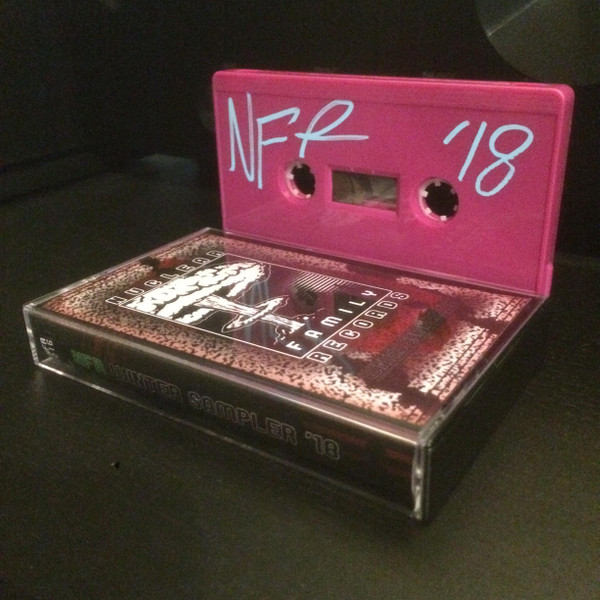 NFR '18
NUCLEAR
FAMILY
RECORDS
NFR WINTER SAMPLER '18